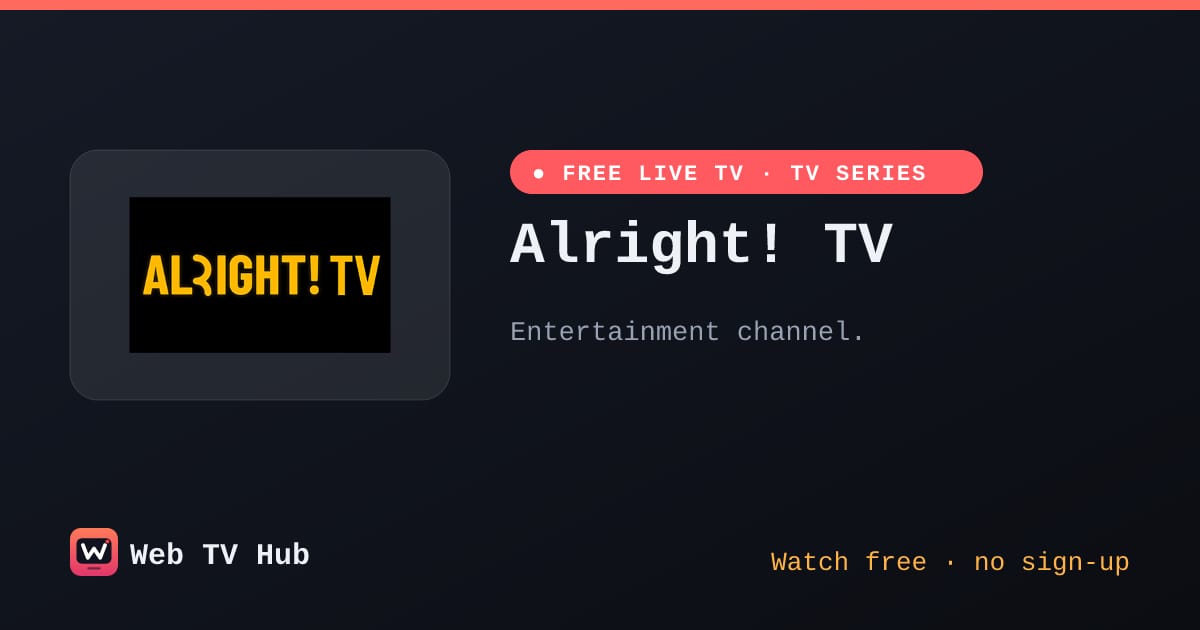 ALRIGHT! TV
● FREE LIVE TV · TV SERIES
Alright! TV
Entertainment channel.
W
Web TV Hub
Watch free · no sign-up